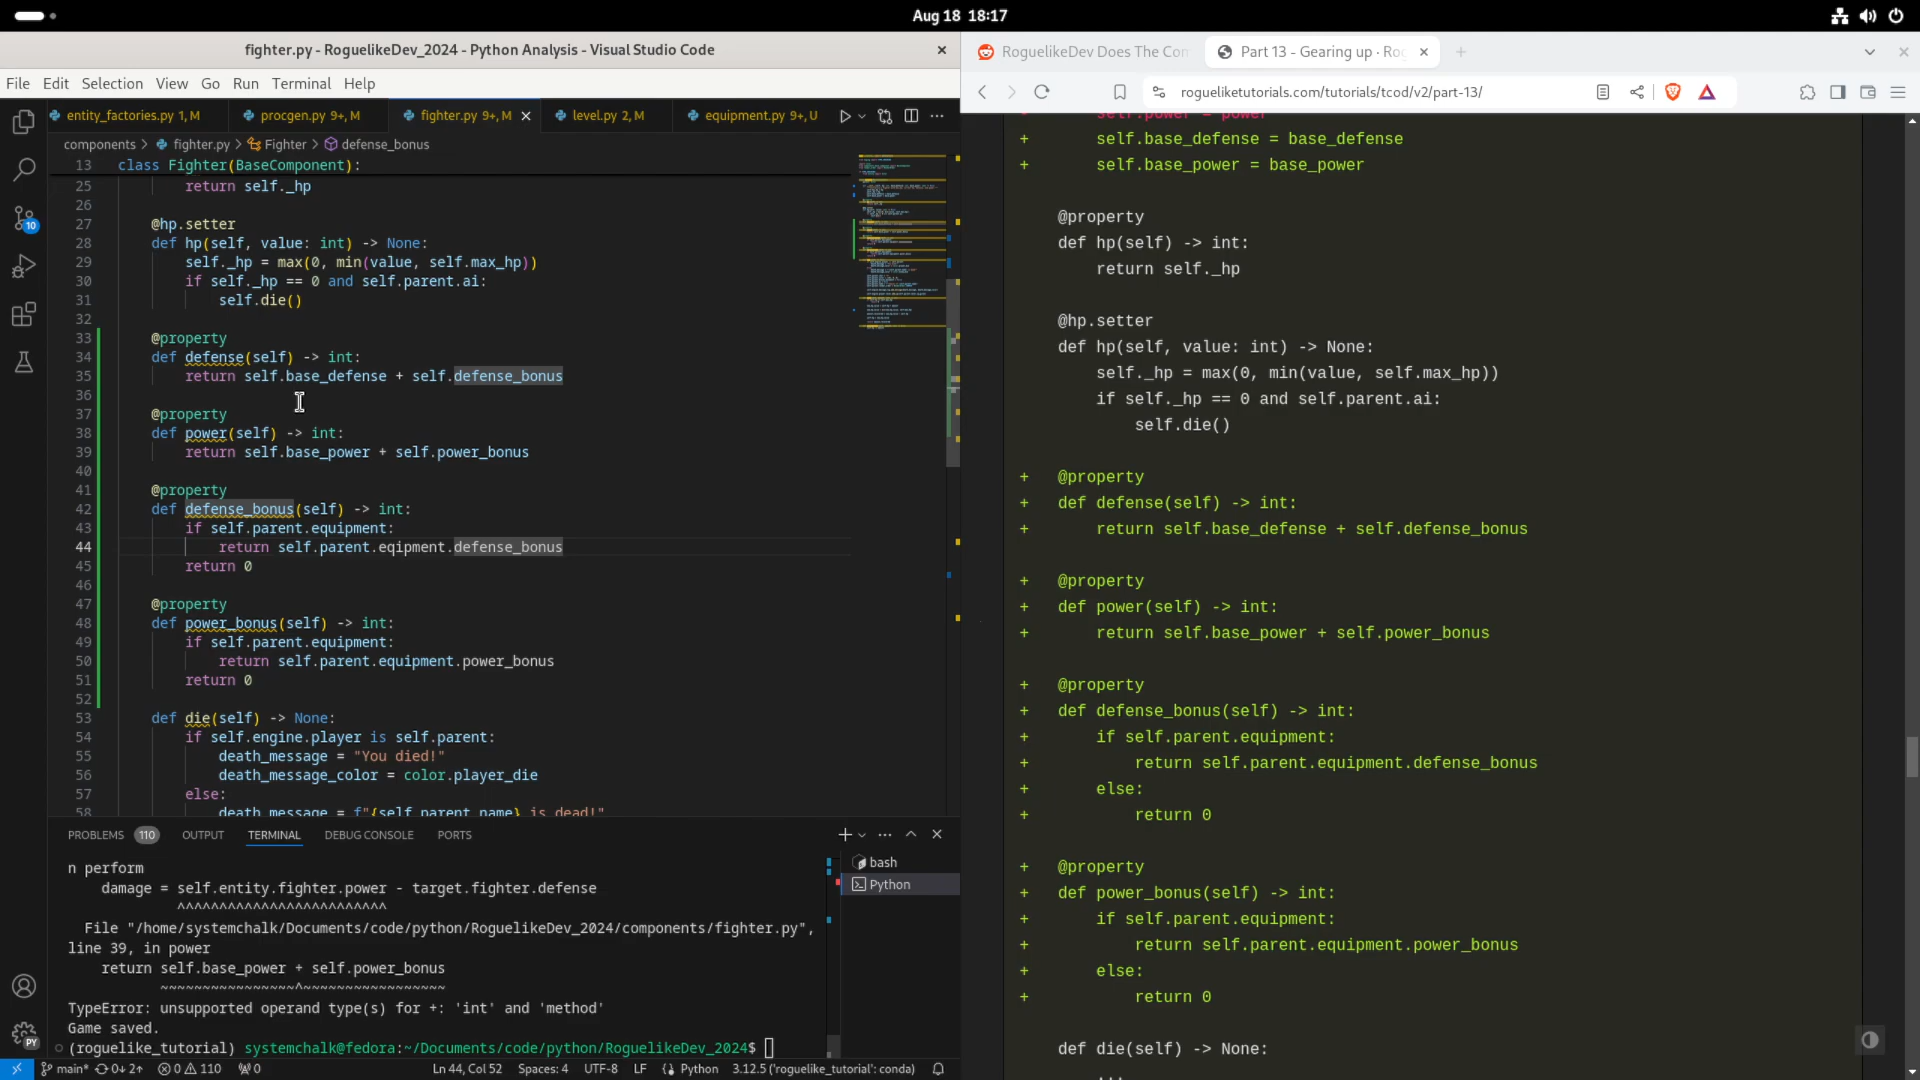 Aug 18 18:17
fighter.py - RoguelikeDev_2024 - Python Analysis - Visual Studio Code
File Edit Selection View Go Run Terminal Help
entity_factories.py 1, M procgen.py 9+, M fighter.py 9+, M level.py 2, M equipment.py 9+, U
components > fighter.py > Fighter > defense_bonus
13 class Fighter(BaseComponent):
25 return self._hp
26
27 @hp.setter
28 def hp(self, value: int) -> None:
29 self._hp = max(0, min(value, self.max_hp))
30 if self._hp == 0 and self.parent.ai:
31 self.die()
32
33 @property
34 def defense(self) -> int:
35 return self.base_defense + self.defense_bonus
36
37 @property
38 def power(self) -> int:
39 return self.base_power + self.power_bonus
40
41 @property
42 def defense_bonus(self) -> int:
43 if self.parent.equipment:
44 return self.parent.eqipment.defense_bonus
45 return 0
46
47 @property
48 def power_bonus(self) -> int:
49 if self.parent.equipment:
50 return self.parent.equipment.power_bonus
51 return 0
52
53 def die(self) -> None:
54 if self.engine.player is self.parent:
55 death_message = "You died!"
56 death_message_color = color.player_die
57 else:
58 death_message = f"{self.parent.name} is dead!"
PROBLEMS 110 OUTPUT TERMINAL DEBUG CONSOLE PORTS
bash
Python
n perform
damage = self.entity.fighter.power - target.fighter.defense
^^^^^^^^^^^^^^^^^^^^^^^^^
File "/home/systemchalk/Documents/code/python/RoguelikeDev_2024/components/fighter.py",
line 39, in power
return self.base_power + self.power_bonus
~~~~~~~~~~~~~~~~^~~~~~~~~~~~~~~~~~
TypeError: unsupported operand type(s) for +: 'int' and 'method'
Game saved.
(roguelike_tutorial) systemchalk@fedora:~/Documents/code/python/RoguelikeDev_2024$
10
PY
main* 0↓ 2↑ 0 110 0 Ln 44, Col 52 Spaces: 4 UTF-8 LF Python 3.12.5 ('roguelike_tutorial': conda)
RoguelikeDev Does The Com Part 13 - Gearing up · Rog
rogueliketutorials.com/tutorials/tcod/v2/part-13/
- self.power = power
+ self.base_defense = base_defense
+ self.base_power = base_power
@property
def hp(self) -> int:
return self._hp
@hp.setter
def hp(self, value: int) -> None:
self._hp = max(0, min(value, self.max_hp))
if self._hp == 0 and self.parent.ai:
self.die()
+ @property
+ def defense(self) -> int:
+ return self.base_defense + self.defense_bonus
+ @property
+ def power(self) -> int:
+ return self.base_power + self.power_bonus
+ @property
+ def defense_bonus(self) -> int:
+ if self.parent.equipment:
+ return self.parent.equipment.defense_bonus
+ else:
+ return 0
+ @property
+ def power_bonus(self) -> int:
+ if self.parent.equipment:
+ return self.parent.equipment.power_bonus
+ else:
+ return 0
def die(self) -> None:
...